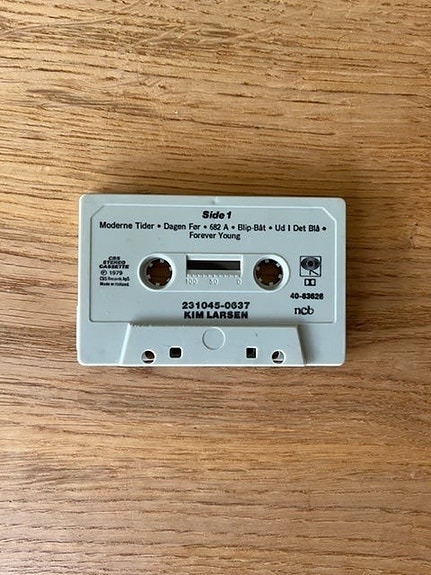 Side 1
Moderne Tider • Dagen Før • 682 A • Blip-Båt • Ud I Det Blå •
Forever Young
CBS
STEREO
CASSETTE
℗ 1979
CBS Records ApS
Made in Holland
100 50 0
40-83626
231045-0637
KIM LARSEN
ncb